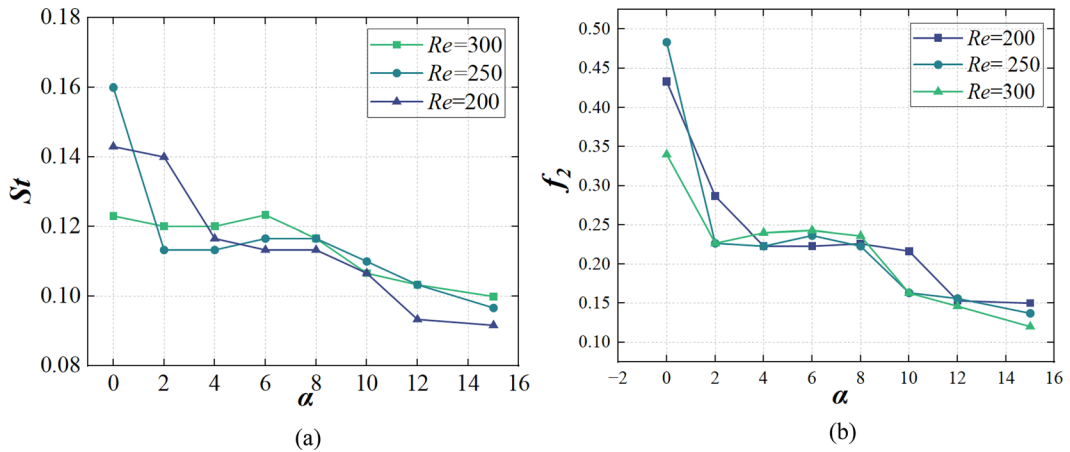 0.18
0.16
0.14
0.12
0.10
0.08
St
0 2 4 6 8 10 12 14 16
α
Re=300
Re=250
Re=200
(a)
0.50
0.45
0.40
0.35
0.30
0.25
0.20
0.15
0.10
f2
−2 0 2 4 6 8 10 12 14 16
α
Re=200
Re= 250
Re=300
(b)